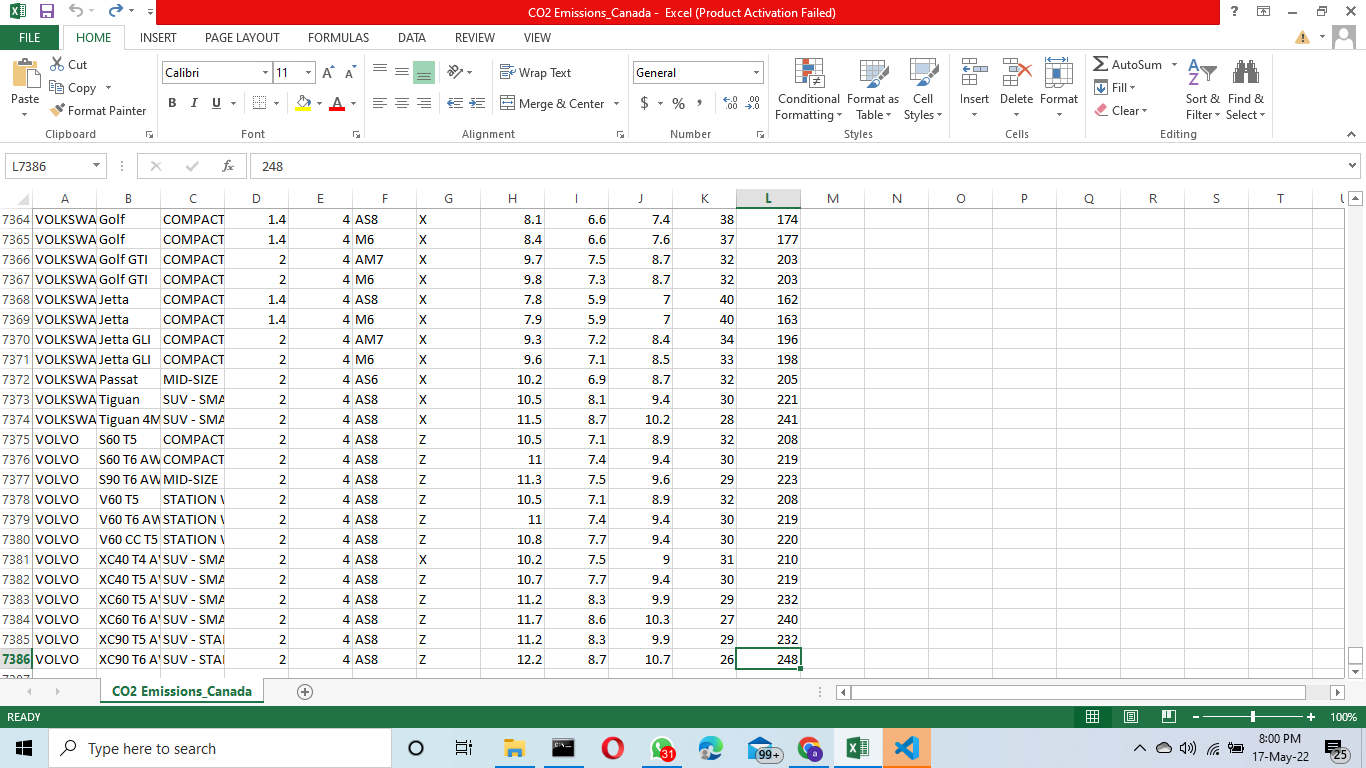 CO2 Emissions_Canada - Excel (Product Activation Failed)
FILE HOME INSERT PAGE LAYOUT FORMULAS DATA REVIEW VIEW
Paste Cut Copy Format Painter
Calibri 11
B I U
Wrap Text
Merge & Center
General
$ % ,
Conditional Formatting Format as Table Cell Styles
Insert Delete Format
AutoSum Fill Clear
Sort & Filter Find & Select
Clipboard Font Alignment Number Styles Cells Editing
L7386 fx 248
A B C D E F G H I J K L M N O P Q R S T U
7364 VOLKSWA Golf COMPACT 1.4 4 AS8 X 8.1 6.6 7.4 38 174
7365 VOLKSWA Golf COMPACT 1.4 4 M6 X 8.4 6.6 7.6 37 177
7366 VOLKSWA Golf GTI COMPACT 2 4 AM7 X 9.7 7.5 8.7 32 203
7367 VOLKSWA Golf GTI COMPACT 2 4 M6 X 9.8 7.3 8.7 32 203
7368 VOLKSWA Jetta COMPACT 1.4 4 AS8 X 7.8 5.9 7 40 162
7369 VOLKSWA Jetta COMPACT 1.4 4 M6 X 7.9 5.9 7 40 163
7370 VOLKSWA Jetta GLI COMPACT 2 4 AM7 X 9.3 7.2 8.4 34 196
7371 VOLKSWA Jetta GLI COMPACT 2 4 M6 X 9.6 7.1 8.5 33 198
7372 VOLKSWA Passat MID-SIZE 2 4 AS6 X 10.2 6.9 8.7 32 205
7373 VOLKSWA Tiguan SUV - SMA 2 4 AS8 X 10.5 8.1 9.4 30 221
7374 VOLKSWA Tiguan 4M SUV - SMA 2 4 AS8 X 11.5 8.7 10.2 28 241
7375 VOLVO S60 T5 COMPACT 2 4 AS8 Z 10.5 7.1 8.9 32 208
7376 VOLVO S60 T6 AW COMPACT 2 4 AS8 Z 11 7.4 9.4 30 219
7377 VOLVO S90 T6 AW MID-SIZE 2 4 AS8 Z 11.3 7.5 9.6 29 223
7378 VOLVO V60 T5 STATION 2 4 AS8 Z 10.5 7.1 8.9 32 208
7379 VOLVO V60 T6 AW STATION 2 4 AS8 Z 11 7.4 9.4 30 219
7380 VOLVO V60 CC T5 STATION 2 4 AS8 Z 10.8 7.7 9.4 30 220
7381 VOLVO XC40 T4 A SUV - SMA 2 4 AS8 X 10.2 7.5 9 31 210
7382 VOLVO XC40 T5 A SUV - SMA 2 4 AS8 Z 10.7 7.7 9.4 30 219
7383 VOLVO XC60 T5 A SUV - SMA 2 4 AS8 Z 11.2 8.3 9.9 29 232
7384 VOLVO XC60 T6 A SUV - SMA 2 4 AS8 Z 11.7 8.6 10.3 27 240
7385 VOLVO XC90 T5 A SUV - STA 2 4 AS8 Z 11.2 8.3 9.9 29 232
7386 VOLVO XC90 T6 A SUV - STA 2 4 AS8 Z 12.2 8.7 10.7 26 248
CO2 Emissions_Canada
READY 100%
Type here to search 31 99+ a 8:00 PM
17-May-22 25